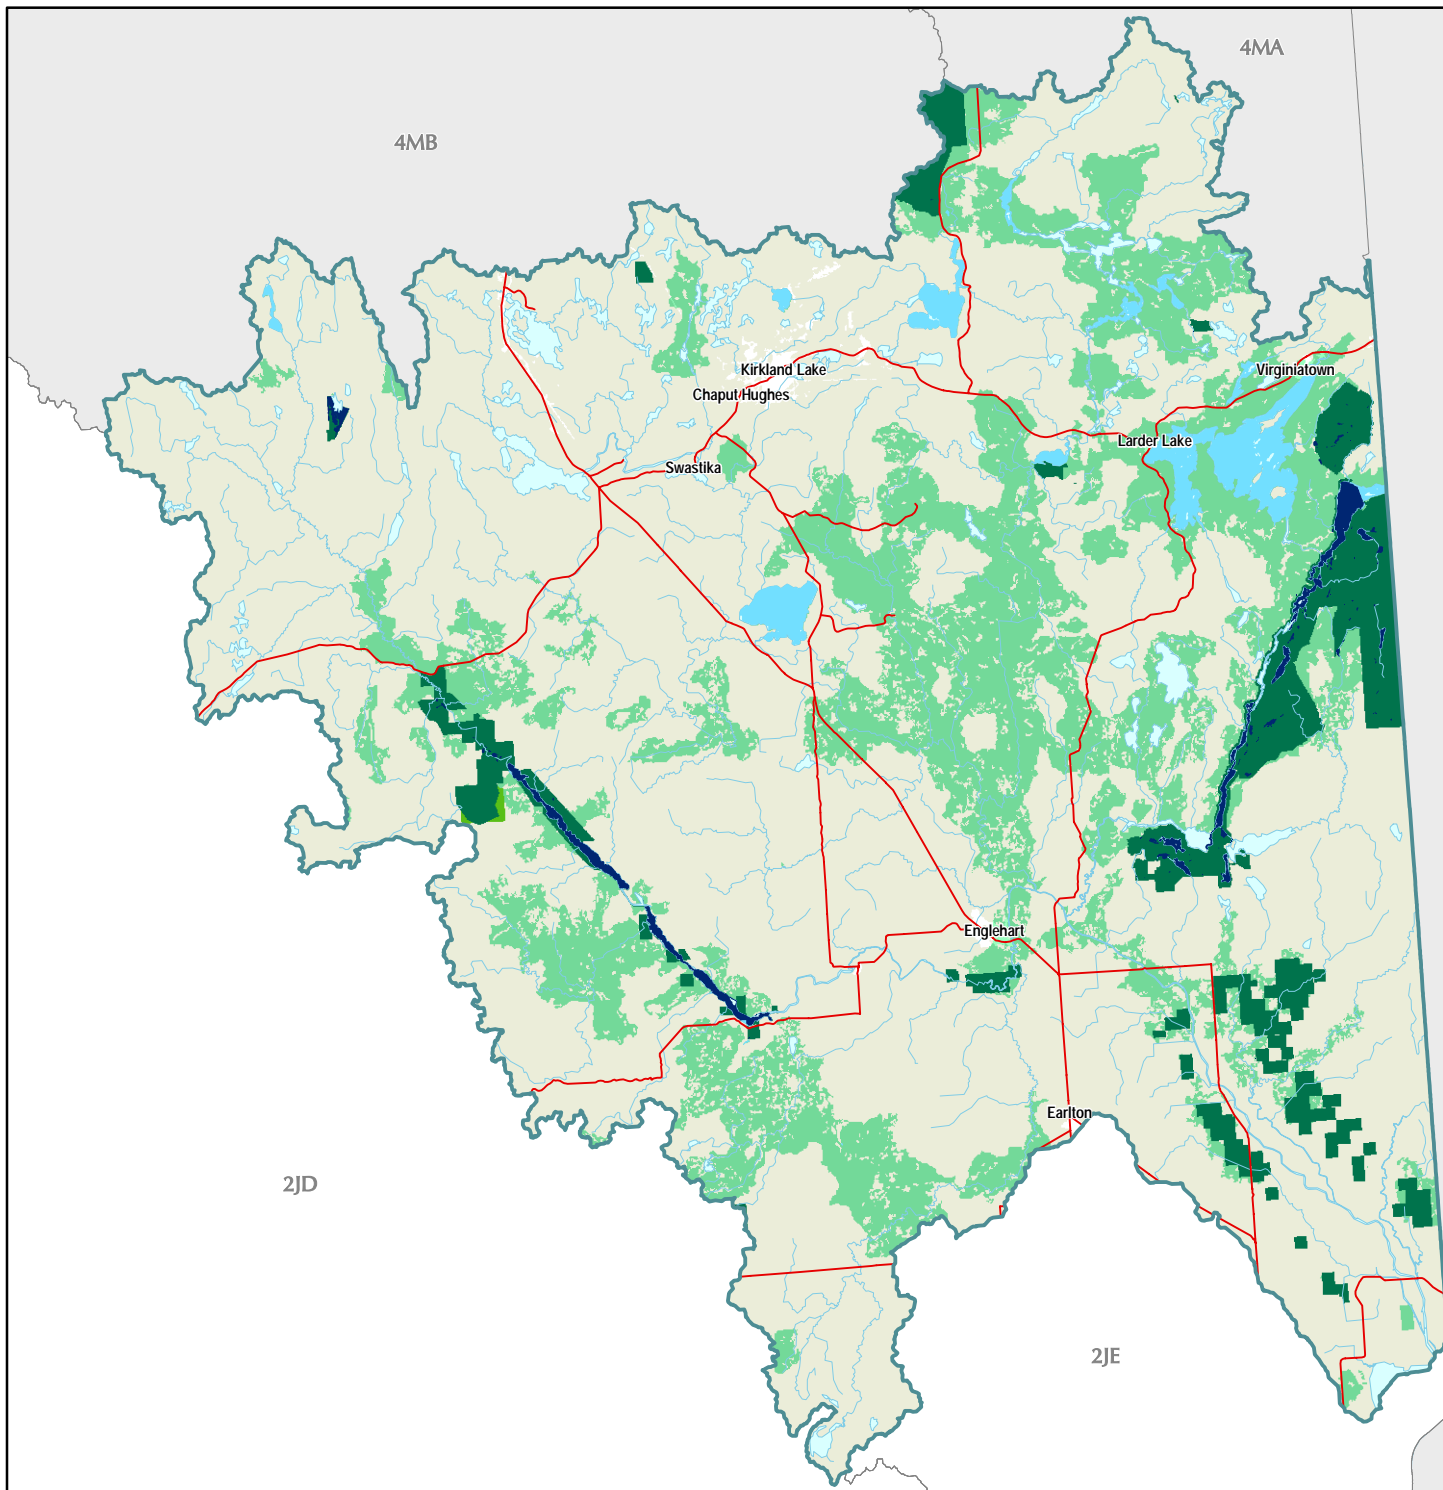 4MA
4MB
Kirkland Lake
Virginiatown
Chaput Hughes
Larder Lake
Swastika
Englehart
Earlton
2JD
2JE